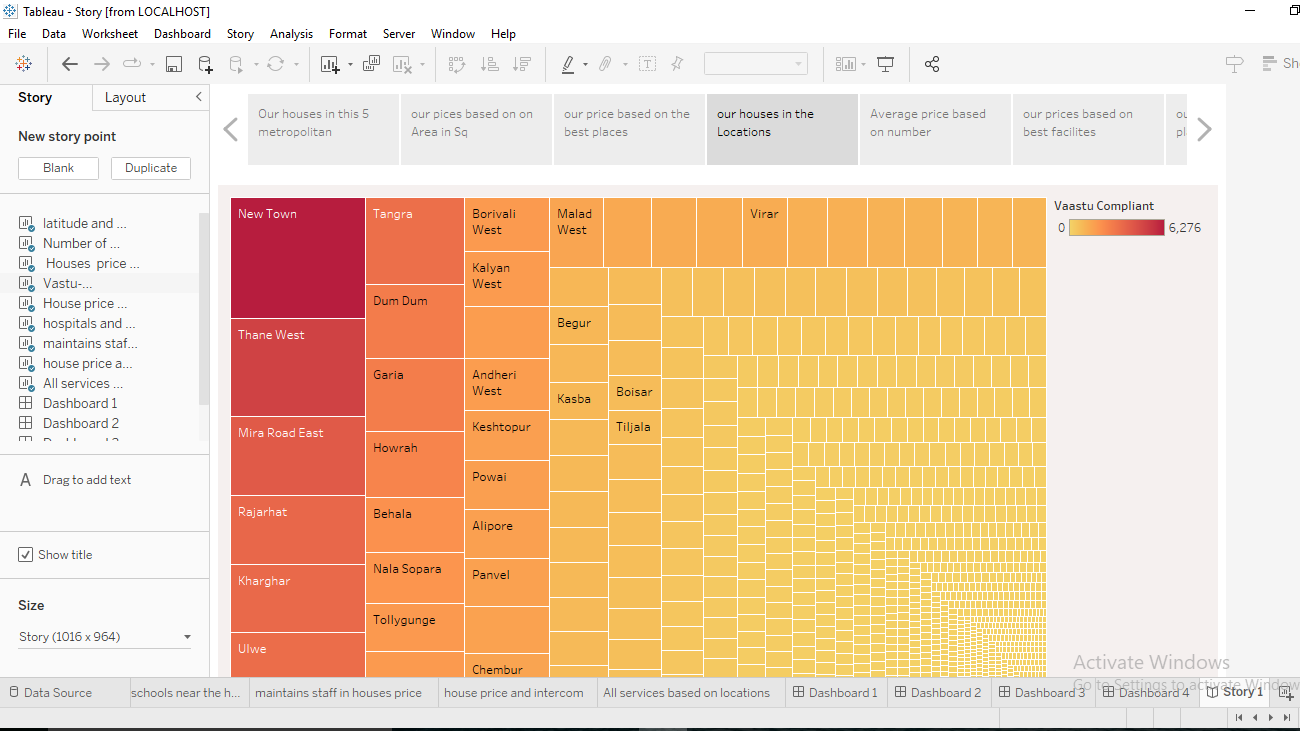 Tableau - Story [from LOCALHOST]
File Data Worksheet Dashboard Story Analysis Format Server Window Help
Story Layout
New story point
Blank Duplicate
latitude and ...
Number of ...
Houses price ...
Vastu-...
House price ...
hospitals and ...
maintains staf...
house price a...
All services ...
Dashboard 1
Dashboard 2
A Drag to add text
Show title
Size
Story (1016 x 964)
Our houses in this 5
metropolitan
our pices based on on
Area in Sq
our price based on the
best places
our houses in the
Locations
Average price based
on number
our prices based on
best facilites
New Town
Thane West
Mira Road East
Rajarhat
Kharghar
Ulwe
Tangra
Dum Dum
Garia
Howrah
Behala
Nala Sopara
Tollygunge
Borivali
West
Kalyan
West
Andheri
West
Keshtopur
Powai
Alipore
Panvel
Chembur
Malad
West
Begur
Kasba
Boisar
Tiljala
Virar
Vaastu Compliant
0 6,276
Activate Windows
Go to Settings to activate Window
Data Source schools near the h... maintains staff in houses price house price and intercom All services based on locations Dashboard 1 Dashboard 2 Dashboard 3 Dashboard 4 Story 1